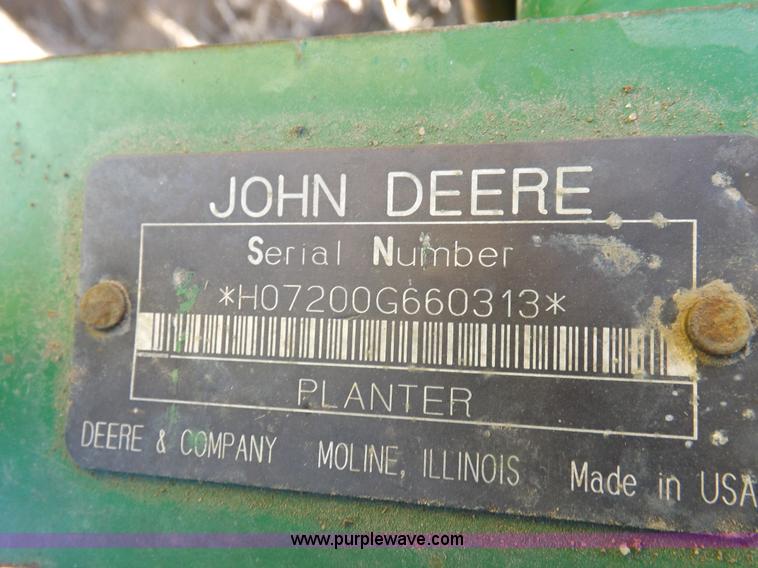 JOHN DEERE
Serial Number
*H07200G660313*
PLANTER
DEERE & COMPANY MOLINE, ILLINOIS Made in USA
www.purplewave.com